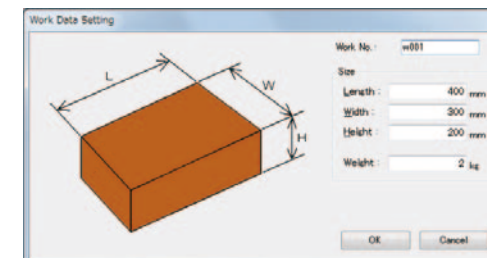 Work Data Setting
L
W
H
Work No. : w001
Size
Length : 400 mm
Width : 300 mm
Height : 200 mm
Weight : 2 kg
OK Cancel